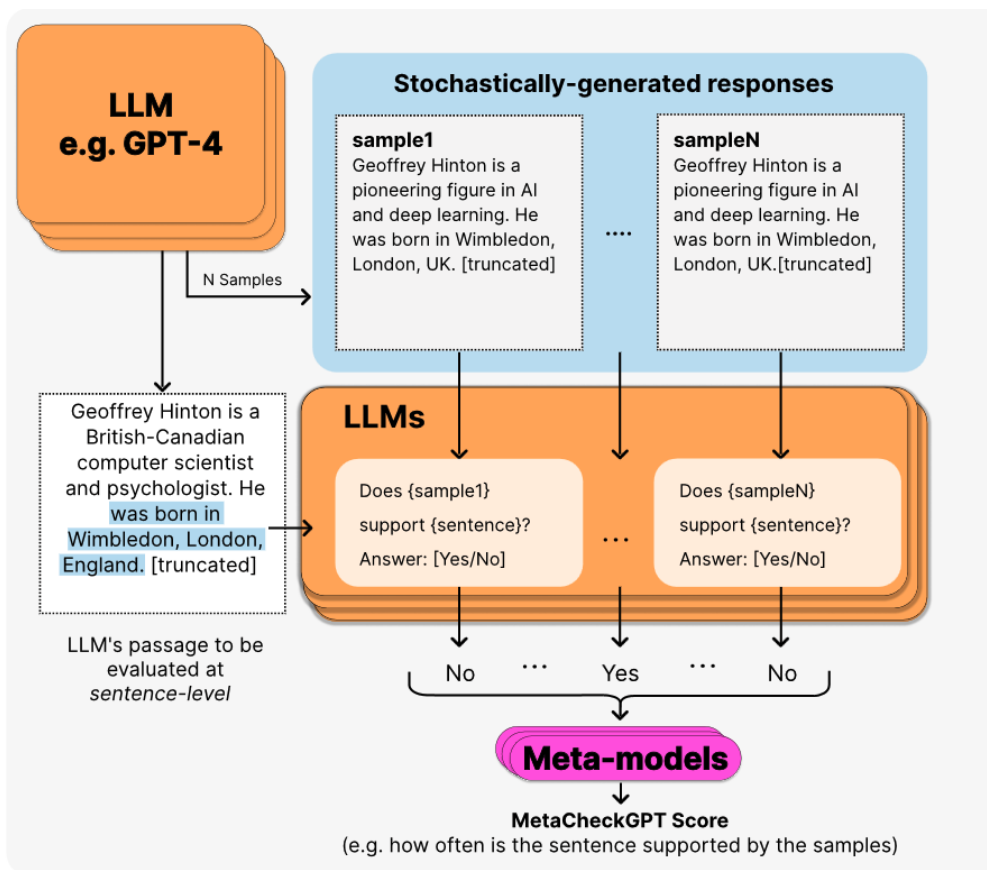 LLM
e.g. GPT-4
Stochastically-generated responses
sample1
Geoffrey Hinton is a
pioneering figure in AI
and deep learning. He
was born in Wimbledon,
London, UK. [truncated]
....
sampleN
Geoffrey Hinton is a
pioneering figure in AI
and deep learning. He
was born in Wimbledon,
London, UK.[truncated]
N Samples
Geoffrey Hinton is a
British-Canadian
computer scientist
and psychologist. He
was born in
Wimbledon, London,
England. [truncated]
LLM's passage to be
evaluated at
sentence-level
LLMs
Does {sample1}
support {sentence}?
Answer: [Yes/No]
...
Does {sampleN}
support {sentence}?
Answer: [Yes/No]
No ... Yes ... No
Meta-models
MetaCheckGPT Score
(e.g. how often is the sentence supported by the samples)